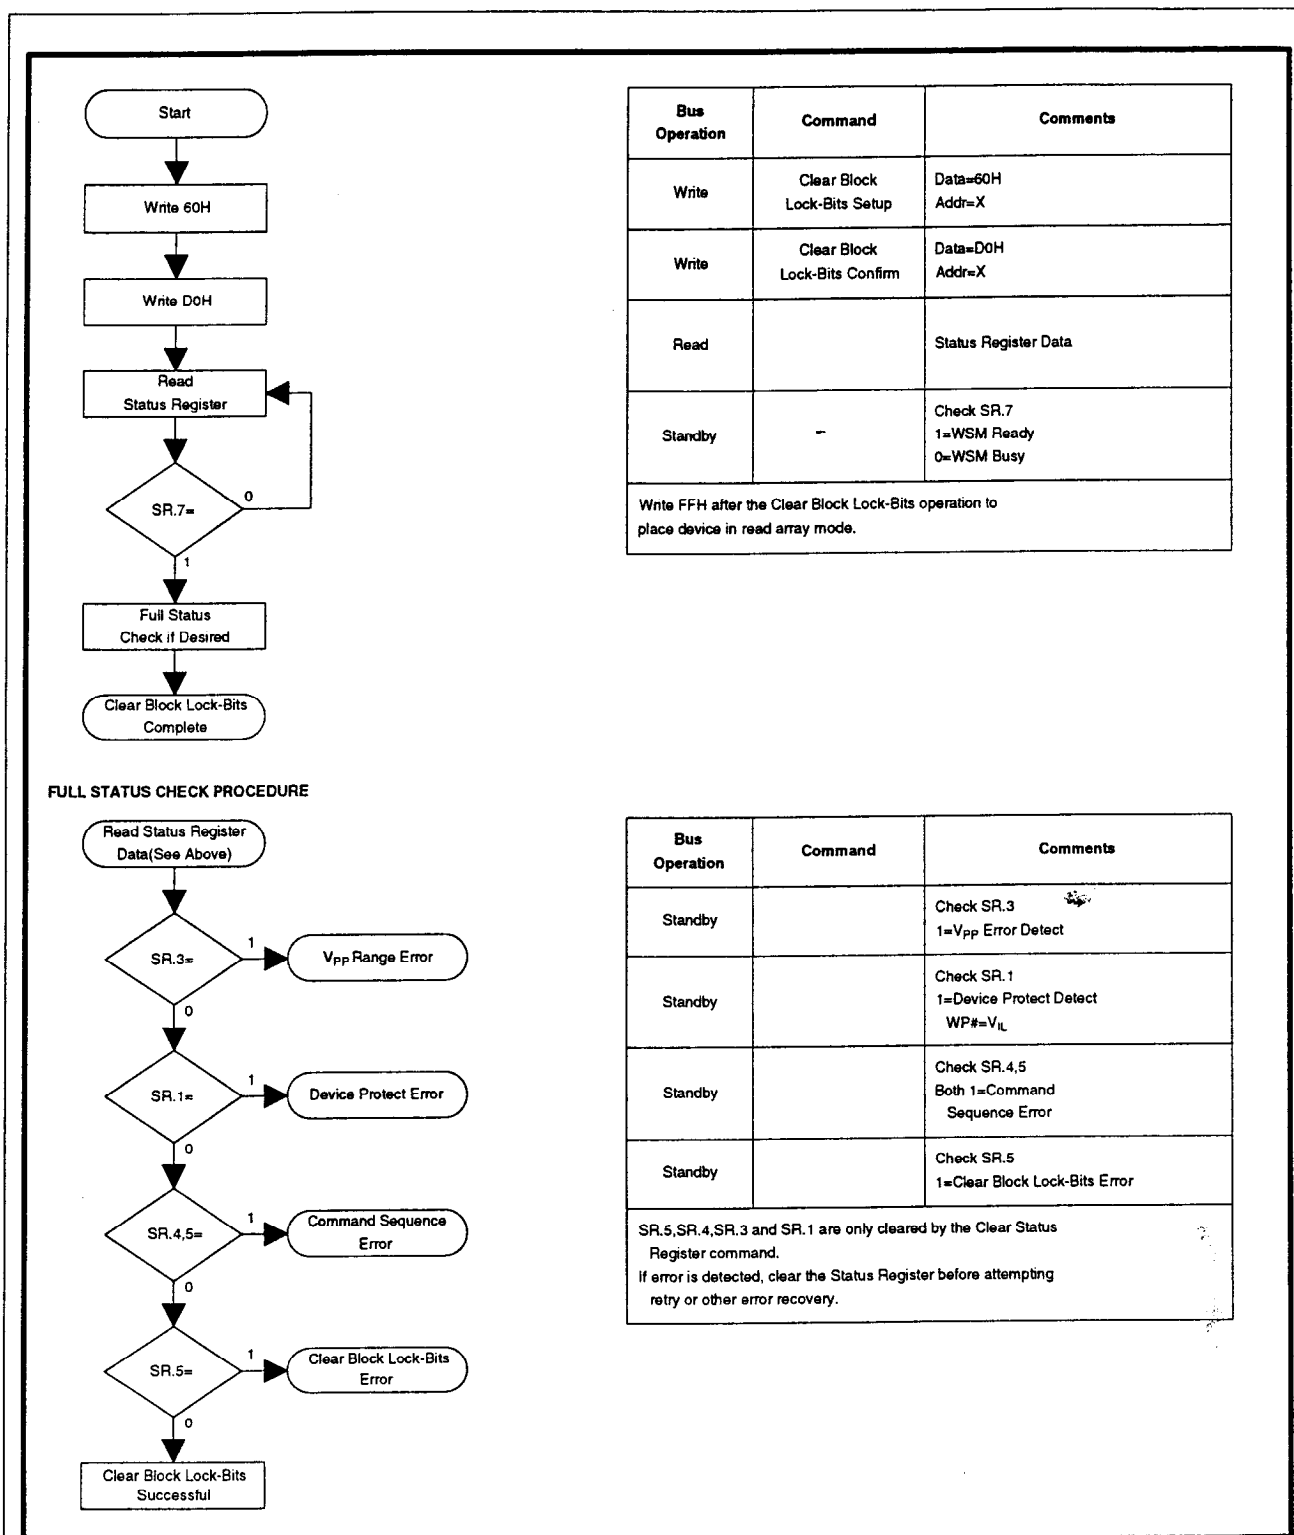 Start
Write 60H
Write D0H
Read
Status Register
SR.7=
0
1
Full Status
Check if Desired
Clear Block Lock-Bits
Complete
Bus
Operation
Command
Comments
Write
Clear Block
Lock-Bits Setup
Data=60H
Addr=X
Write
Clear Block
Lock-Bits Confirm
Data=D0H
Addr=X
Read
Status Register Data
Standby
Check SR.7
1=WSM Ready
0=WSM Busy
Write FFH after the Clear Block Lock-Bits operation to
place device in read array mode.
FULL STATUS CHECK PROCEDURE
Read Status Register
Data(See Above)
SR.3=
1
VPP Range Error
0
SR.1=
1
Device Protect Error
0
SR.4,5=
1
Command Sequence
Error
0
SR.5=
1
Clear Block Lock-Bits
Error
0
Clear Block Lock-Bits
Successful
Bus
Operation
Command
Comments
Standby
Check SR.3
1=VPP Error Detect
Standby
Check SR.1
1=Device Protect Detect
WP#=VIL
Standby
Check SR.4,5
Both 1=Command
Sequence Error
Standby
Check SR.5
1=Clear Block Lock-Bits Error
SR.5,SR.4,SR.3 and SR.1 are only cleared by the Clear Status
Register command.
If error is detected, clear the Status Register before attempting
retry or other error recovery.